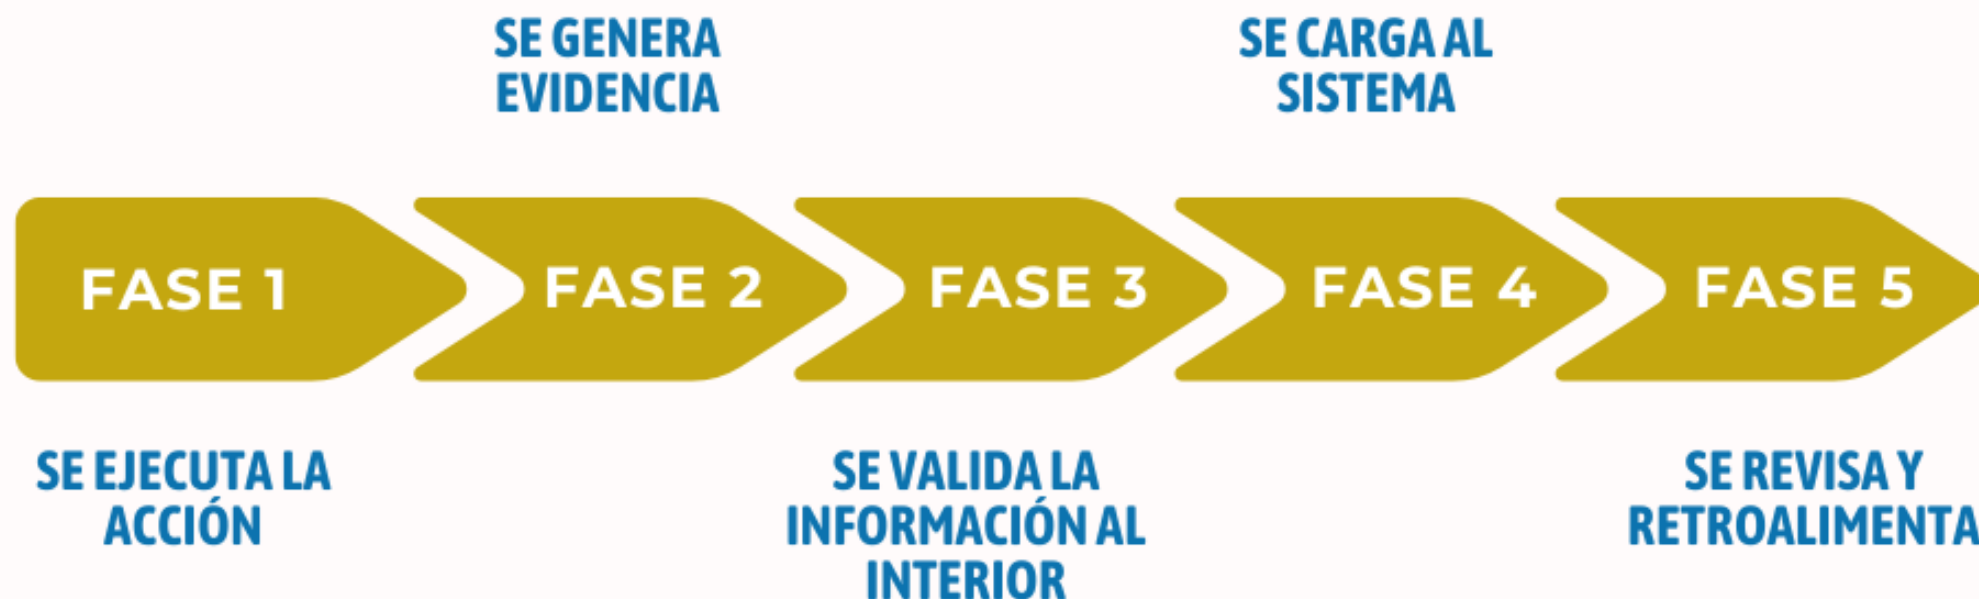 SE GENERA
EVIDENCIA
SE CARGA AL
SISTEMA
FASE 1
FASE 2
FASE 3
FASE 4
FASE 5
SE EJECUTA LA
ACCIÓN
SE VALIDA LA
INFORMACIÓN AL
INTERIOR
SE REVISA Y
RETROALIMENTA